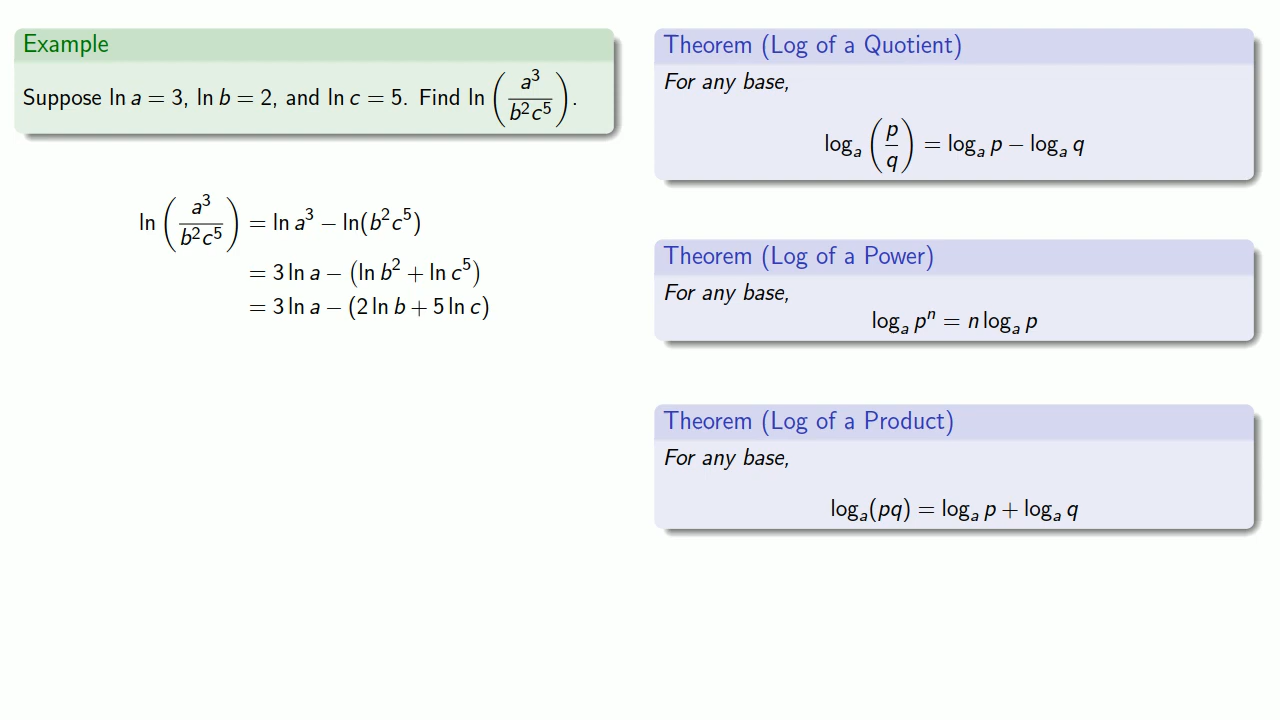 Example
Suppose ln a = 3, ln b = 2, and ln c = 5. Find ln (a³/b²c⁵).
ln (a³/b²c⁵) = ln a³ − ln(b²c⁵)
= 3 ln a − (ln b² + ln c⁵)
= 3 ln a − (2 ln b + 5 ln c)
Theorem (Log of a Quotient)
For any base,
logₐ (p/q) = logₐ p − logₐ q
Theorem (Log of a Power)
For any base,
logₐ pⁿ = n logₐ p
Theorem (Log of a Product)
For any base,
logₐ(pq) = logₐ p + logₐ q